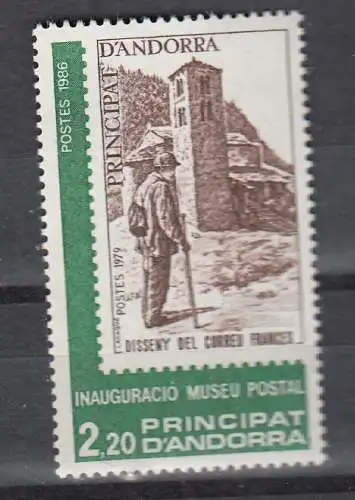 POSTES 1986
PRINCIPAT
D'ANDORRA
POSTES 1979
DISSENY DEL CORREU FRANCES
INAUGURACIÓ MUSEU POSTAL
2,20
PRINCIPAT
D'ANDORRA